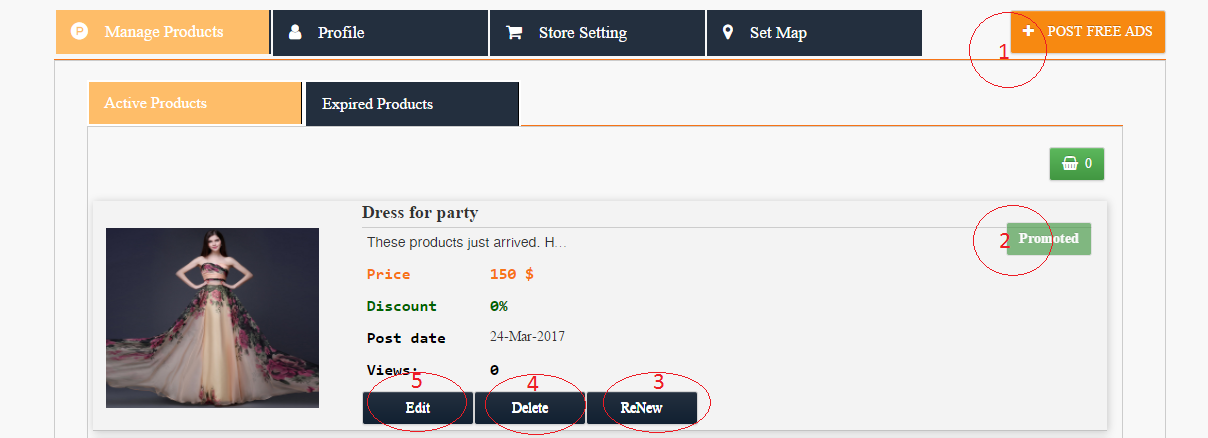 P Manage Products Profile Store Setting Set Map 1 POST FREE ADS
Active Products Expired Products
0
Dress for party
These products just arrived. H...
2 Promoted
Price 150 $
Discount 0%
Post date 24-Mar-2017
Views: 0
5 4 3
Edit Delete ReNew